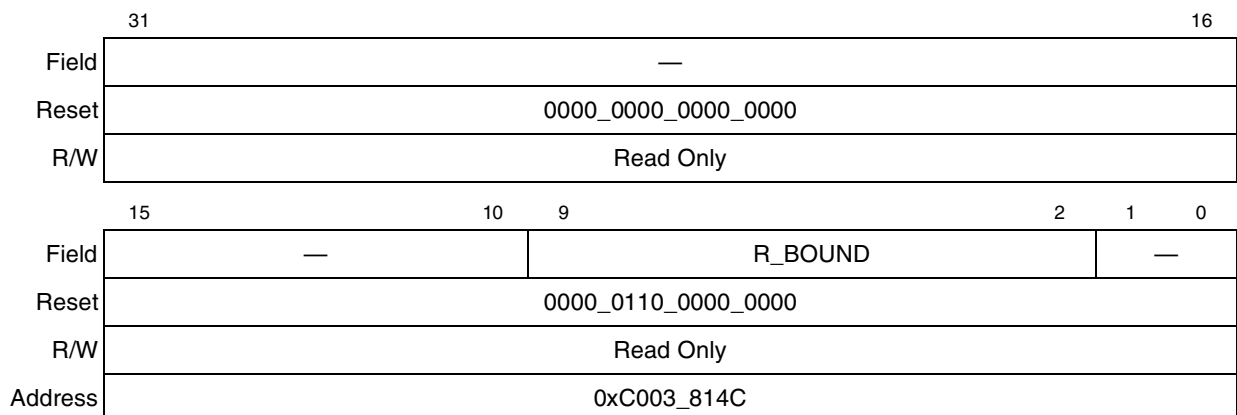 31 16
Field —
Reset 0000_0000_0000_0000
R/W Read Only
15 10 9 2 1 0
Field — R_BOUND —
Reset 0000_0110_0000_0000
R/W Read Only
Address 0xC003_814C